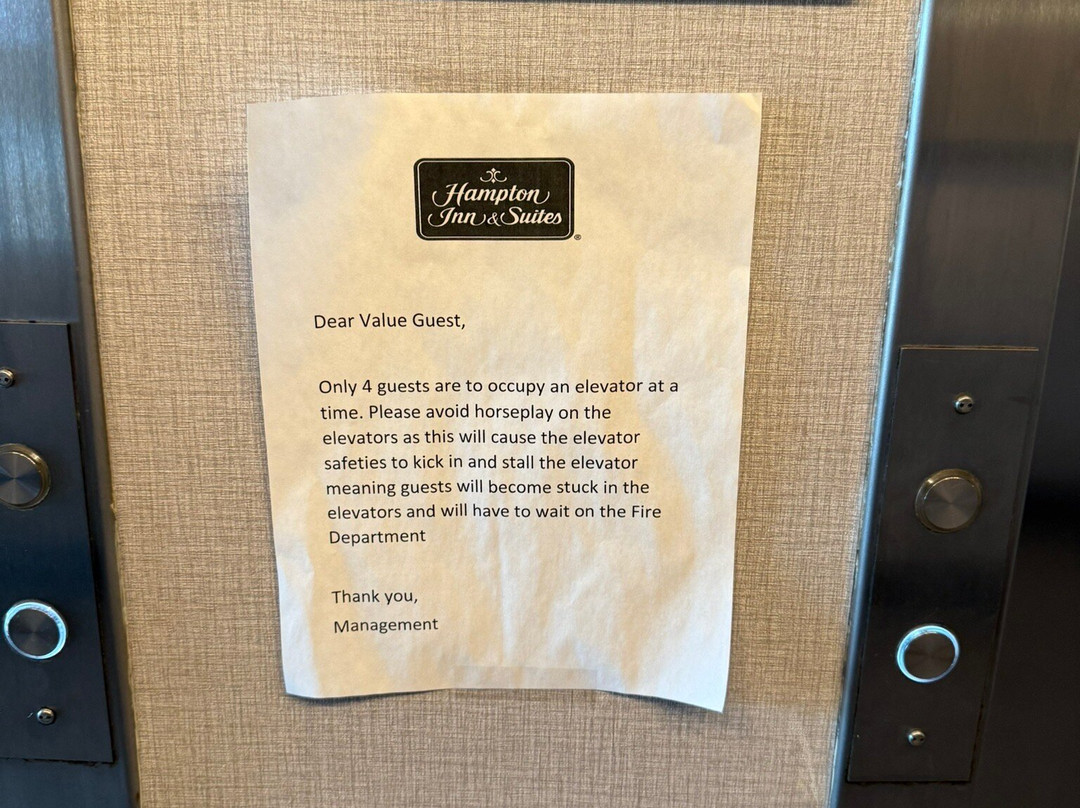 Hampton
Inn & Suites®
Dear Value Guest,
Only 4 guests are to occupy an elevator at a
time. Please avoid horseplay on the
elevators as this will cause the elevator
safeties to kick in and stall the elevator
meaning guests will become stuck in the
elevators and will have to wait on the Fire
Department
Thank you,
Management